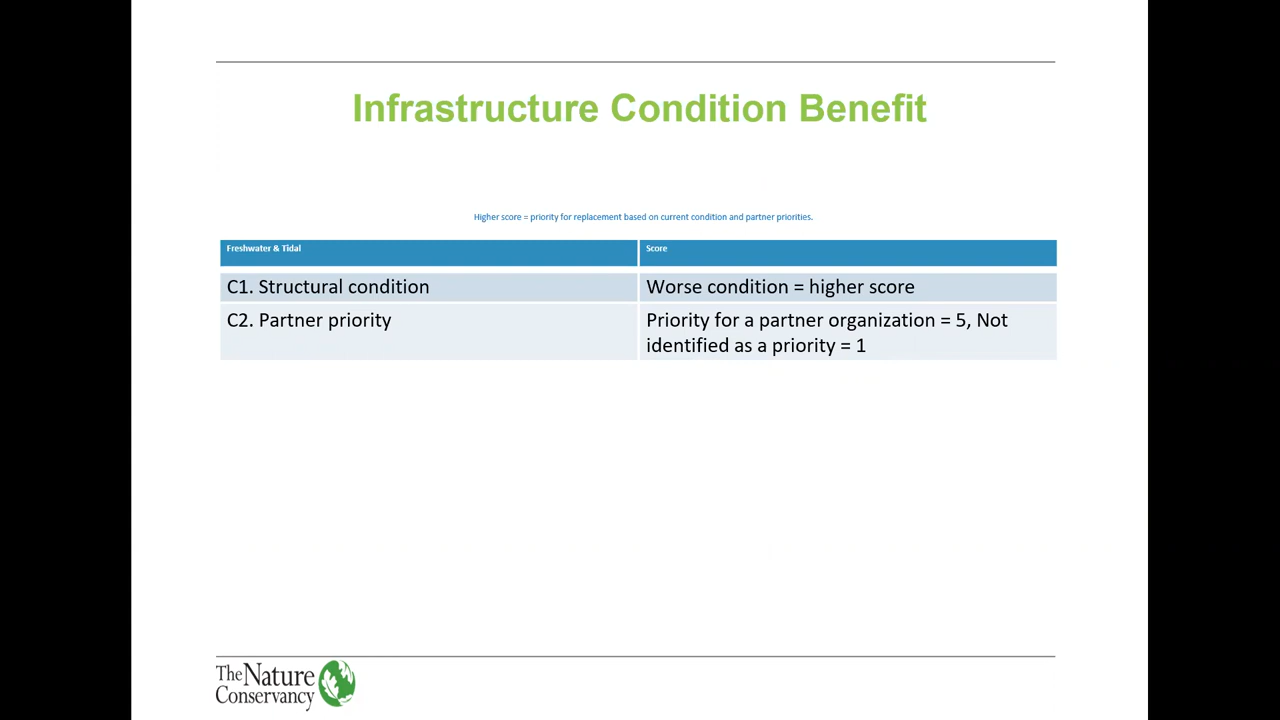 Infrastructure Condition Benefit
Higher score = priority for replacement based on current condition and partner priorities.
Freshwater & Tidal
Score
C1. Structural condition
Worse condition = higher score
C2. Partner priority
Priority for a partner organization = 5, Not
identified as a priority = 1
The Nature
Conservancy